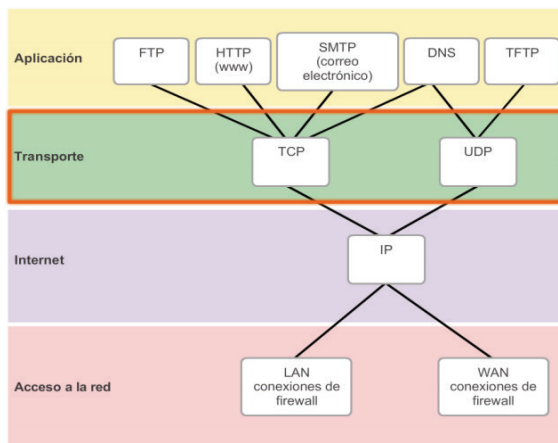 Aplicación
FTP
HTTP
(www)
SMTP
(correo
electrónico)
DNS
TFTP
Transporte
TCP
UDP
Internet
IP
Acceso a la red
LAN
conexiones de
firewall
WAN
conexiones de
firewall